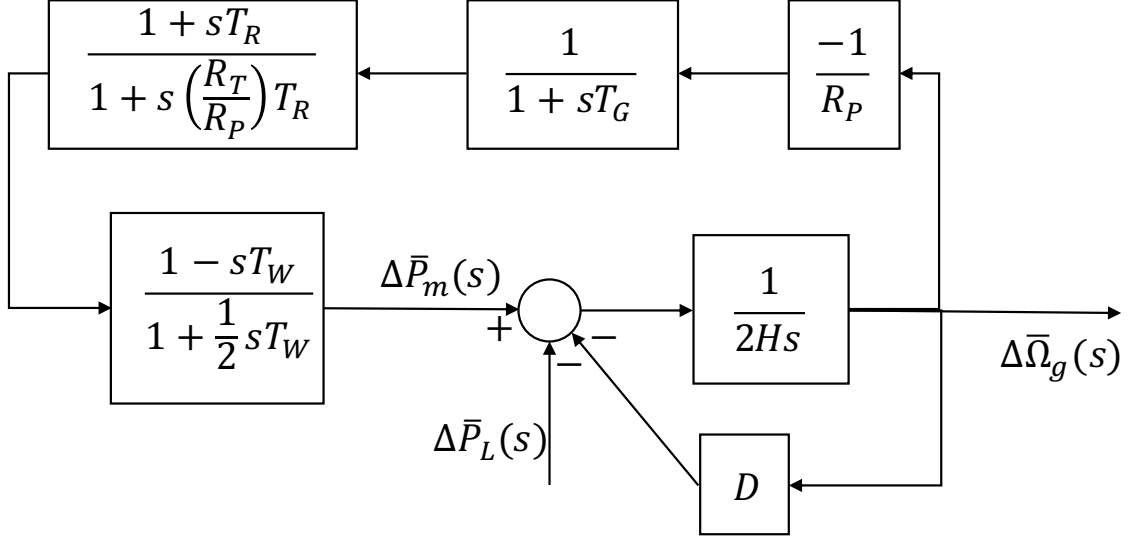 1 + sT_R
1 + s(R_T/R_P)T_R
1
1 + sT_G
−1
R_P
1 − sT_W
1 + 1/2 sT_W
ΔP̄_m(s)
+
−
−
1
2Hs
ΔΩ̄_g(s)
ΔP̄_L(s)
D